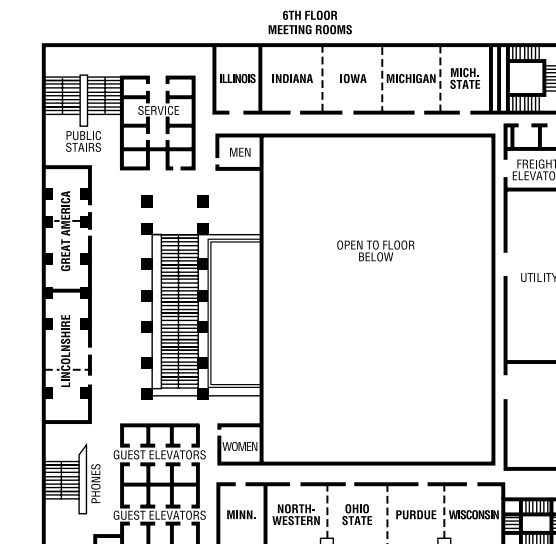 6TH FLOOR
MEETING ROOMS
ILLINOIS
INDIANA
IOWA
MICHIGAN
MICH.
STATE
SERVICE
PUBLIC
STAIRS
MEN
FREIGHT
ELEVATO
GREAT AMERICA
OPEN TO FLOOR
BELOW
UTILITY
LINCOLNSHIRE
WOMEN
GUEST ELEVATORS
PHONES
GUEST ELEVATORS
MINN.
NORTH-
WESTERN
OHIO
STATE
PURDUE
WISCONSIN